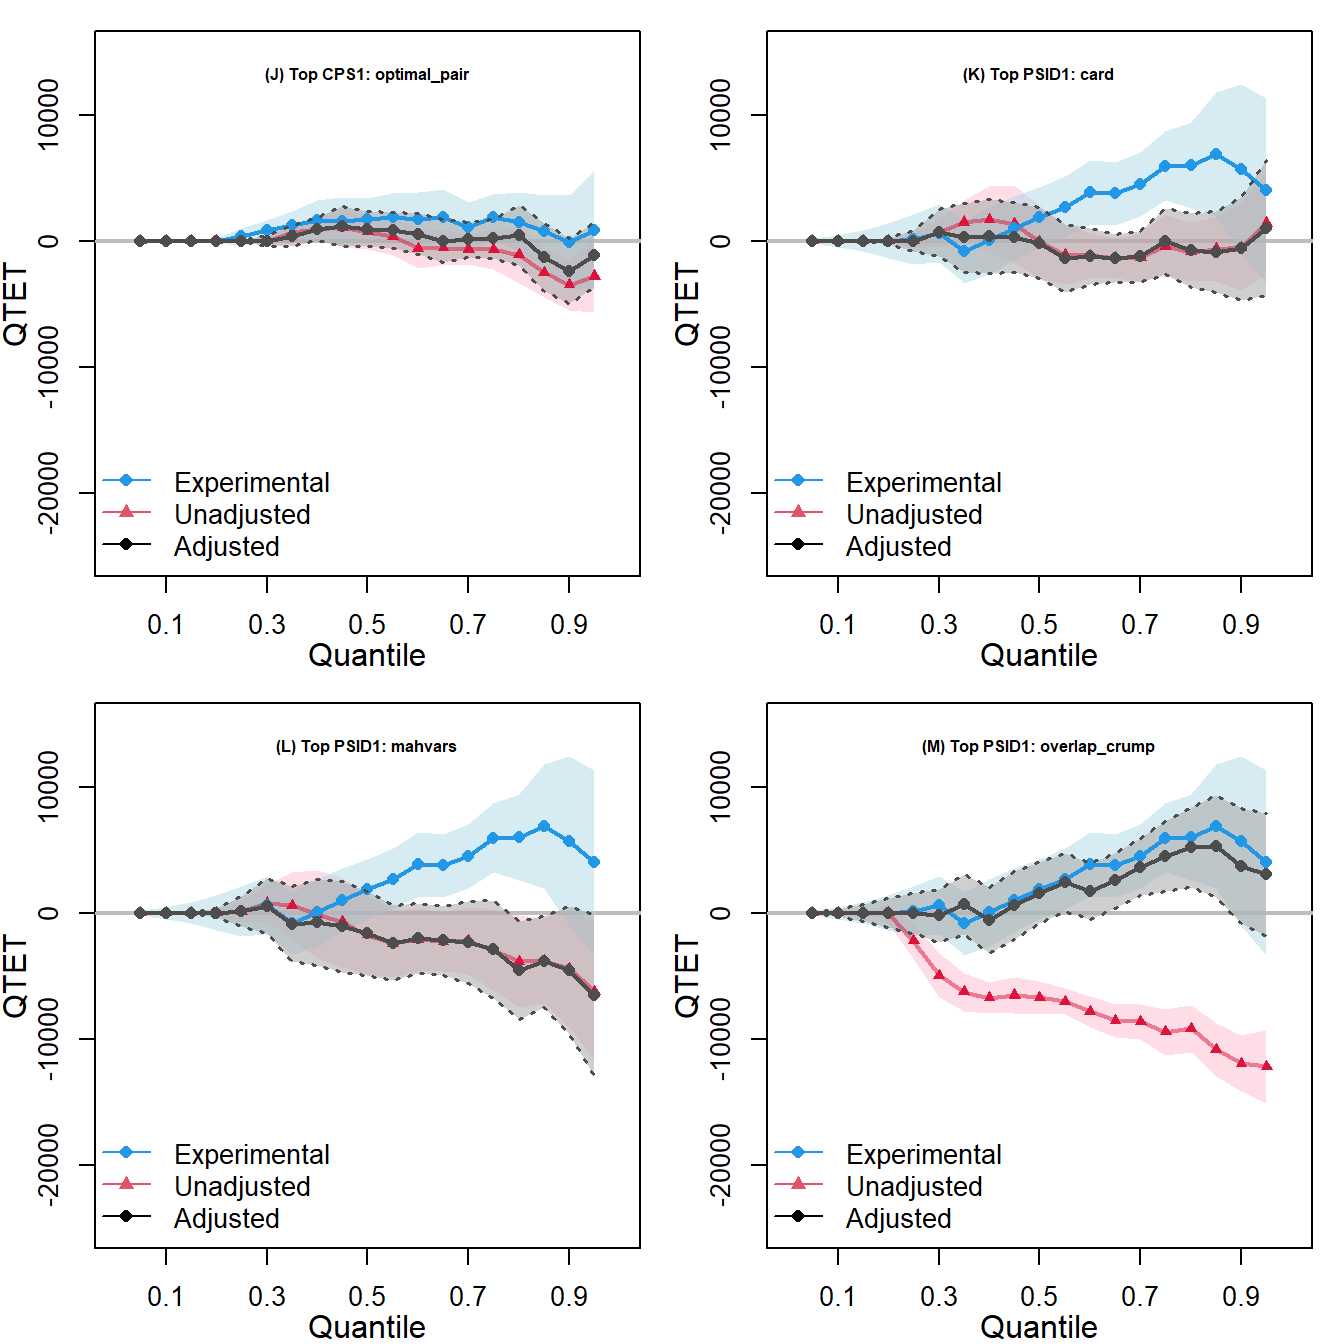 (J) Top CPS1: optimal_pair
QTET
10000
0
-10000
-20000
Experimental
Unadjusted
Adjusted
0.1 0.3 0.5 0.7 0.9
Quantile
(K) Top PSID1: card
QTET
10000
0
-10000
-20000
Experimental
Unadjusted
Adjusted
0.1 0.3 0.5 0.7 0.9
Quantile
(L) Top PSID1: mahvars
QTET
10000
0
-10000
-20000
Experimental
Unadjusted
Adjusted
0.1 0.3 0.5 0.7 0.9
Quantile
(M) Top PSID1: overlap_crump
QTET
10000
0
-10000
-20000
Experimental
Unadjusted
Adjusted
0.1 0.3 0.5 0.7 0.9
Quantile